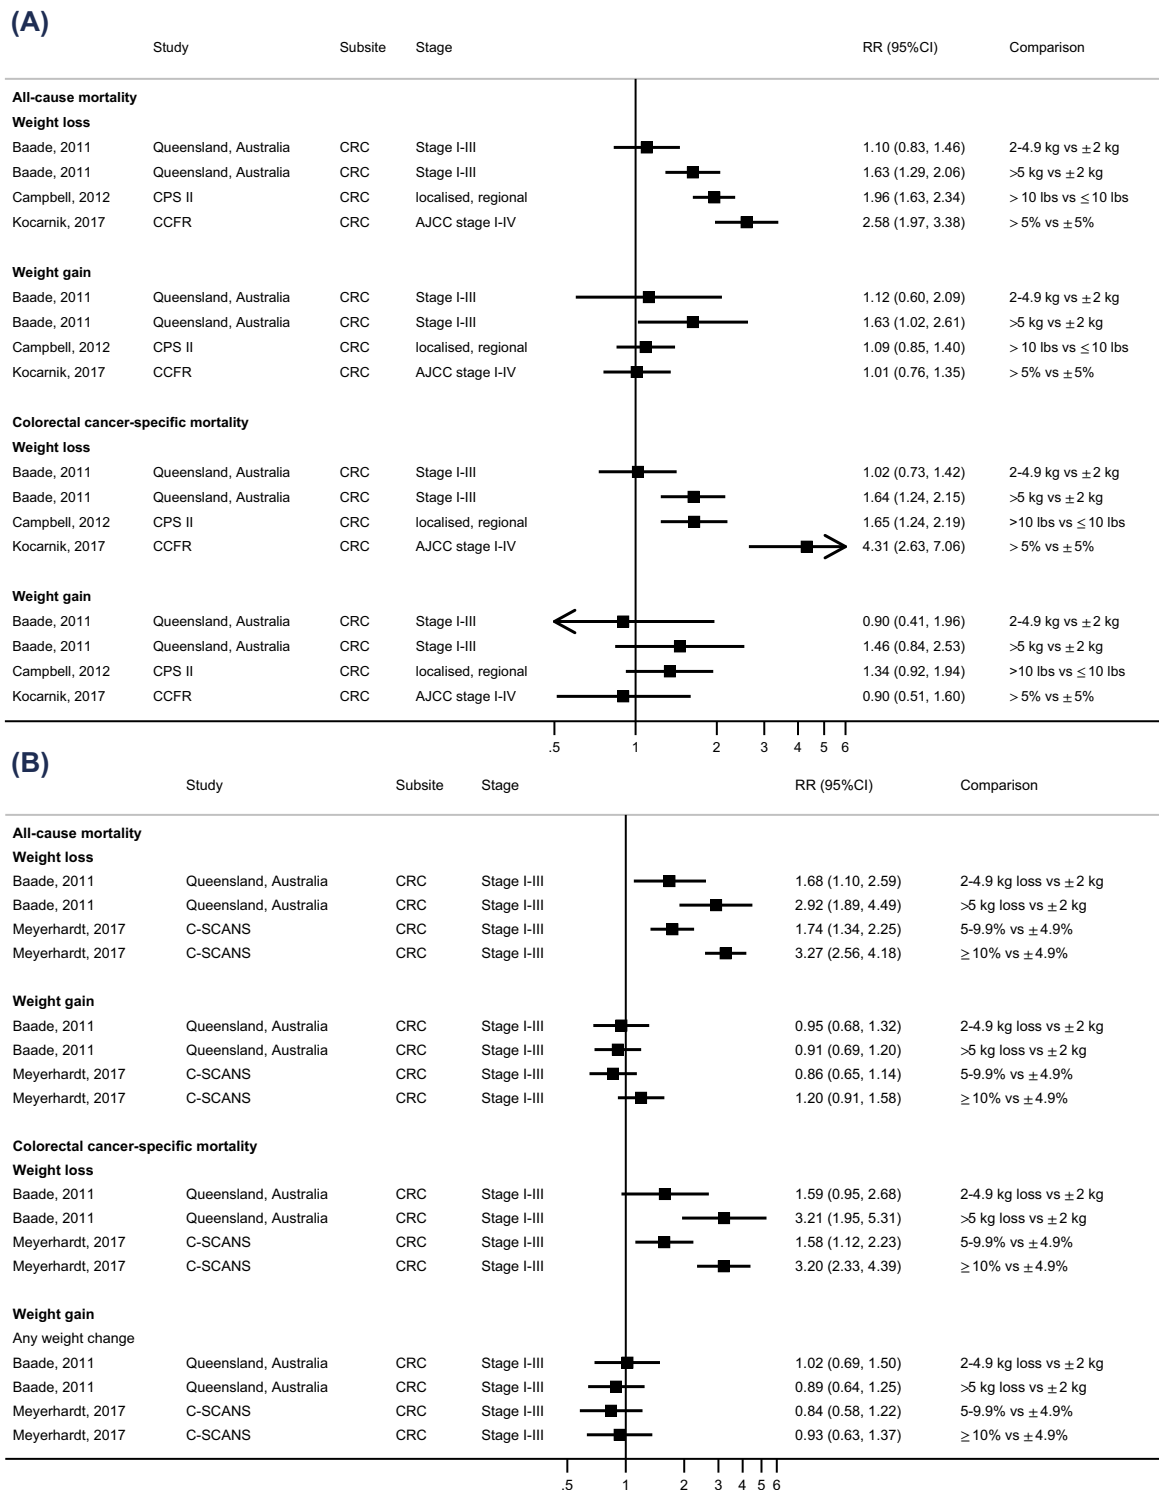 (A)
Study Subsite Stage RR (95%CI) Comparison
All-cause mortality
Weight loss
Baade, 2011 Queensland, Australia CRC Stage I-III 1.10 (0.83, 1.46) 2-4.9 kg vs ±2 kg
Baade, 2011 Queensland, Australia CRC Stage I-III 1.63 (1.29, 2.06) >5 kg vs ±2 kg
Campbell, 2012 CPS II CRC localised, regional 1.96 (1.63, 2.34) >10 lbs vs ≤10 lbs
Kocarnik, 2017 CCFR CRC AJCC stage I-IV 2.58 (1.97, 3.38) >5% vs ±5%
Weight gain
Baade, 2011 Queensland, Australia CRC Stage I-III 1.12 (0.60, 2.09) 2-4.9 kg vs ±2 kg
Baade, 2011 Queensland, Australia CRC Stage I-III 1.63 (1.02, 2.61) >5 kg vs ±2 kg
Campbell, 2012 CPS II CRC localised, regional 1.09 (0.85, 1.40) >10 lbs vs ≤10 lbs
Kocarnik, 2017 CCFR CRC AJCC stage I-IV 1.01 (0.76, 1.35) >5% vs ±5%
Colorectal cancer-specific mortality
Weight loss
Baade, 2011 Queensland, Australia CRC Stage I-III 1.02 (0.73, 1.42) 2-4.9 kg vs ±2 kg
Baade, 2011 Queensland, Australia CRC Stage I-III 1.64 (1.24, 2.15) >5 kg vs ±2 kg
Campbell, 2012 CPS II CRC localised, regional 1.65 (1.24, 2.19) >10 lbs vs ≤10 lbs
Kocarnik, 2017 CCFR CRC AJCC stage I-IV 4.31 (2.63, 7.06) >5% vs ±5%
Weight gain
Baade, 2011 Queensland, Australia CRC Stage I-III 0.90 (0.41, 1.96) 2-4.9 kg vs ±2 kg
Baade, 2011 Queensland, Australia CRC Stage I-III 1.46 (0.84, 2.53) >5 kg vs ±2 kg
Campbell, 2012 CPS II CRC localised, regional 1.34 (0.92, 1.94) >10 lbs vs ≤10 lbs
Kocarnik, 2017 CCFR CRC AJCC stage I-IV 0.90 (0.51, 1.60) >5% vs ±5%
.5 1 2 3 4 5 6
(B)
Study Subsite Stage RR (95%CI) Comparison
All-cause mortality
Weight loss
Baade, 2011 Queensland, Australia CRC Stage I-III 1.68 (1.10, 2.59) 2-4.9 kg loss vs ±2 kg
Baade, 2011 Queensland, Australia CRC Stage I-III 2.92 (1.89, 4.49) >5 kg loss vs ±2 kg
Meyerhardt, 2017 C-SCANS CRC Stage I-III 1.74 (1.34, 2.25) 5-9.9% vs ±4.9%
Meyerhardt, 2017 C-SCANS CRC Stage I-III 3.27 (2.56, 4.18) ≥10% vs ±4.9%
Weight gain
Baade, 2011 Queensland, Australia CRC Stage I-III 0.95 (0.68, 1.32) 2-4.9 kg loss vs ±2 kg
Baade, 2011 Queensland, Australia CRC Stage I-III 0.91 (0.69, 1.20) >5 kg loss vs ±2 kg
Meyerhardt, 2017 C-SCANS CRC Stage I-III 0.86 (0.65, 1.14) 5-9.9% vs ±4.9%
Meyerhardt, 2017 C-SCANS CRC Stage I-III 1.20 (0.91, 1.58) ≥10% vs ±4.9%
Colorectal cancer-specific mortality
Weight loss
Baade, 2011 Queensland, Australia CRC Stage I-III 1.59 (0.95, 2.68) 2-4.9 kg loss vs ±2 kg
Baade, 2011 Queensland, Australia CRC Stage I-III 3.21 (1.95, 5.31) >5 kg loss vs ±2 kg
Meyerhardt, 2017 C-SCANS CRC Stage I-III 1.58 (1.12, 2.23) 5-9.9% vs ±4.9%
Meyerhardt, 2017 C-SCANS CRC Stage I-III 3.20 (2.33, 4.39) ≥10% vs ±4.9%
Weight gain
Any weight change
Baade, 2011 Queensland, Australia CRC Stage I-III 1.02 (0.69, 1.50) 2-4.9 kg loss vs ±2 kg
Baade, 2011 Queensland, Australia CRC Stage I-III 0.89 (0.64, 1.25) >5 kg loss vs ±2 kg
Meyerhardt, 2017 C-SCANS CRC Stage I-III 0.84 (0.58, 1.22) 5-9.9% vs ±4.9%
Meyerhardt, 2017 C-SCANS CRC Stage I-III 0.93 (0.63, 1.37) ≥10% vs ±4.9%
.5 1 2 3 4 5 6